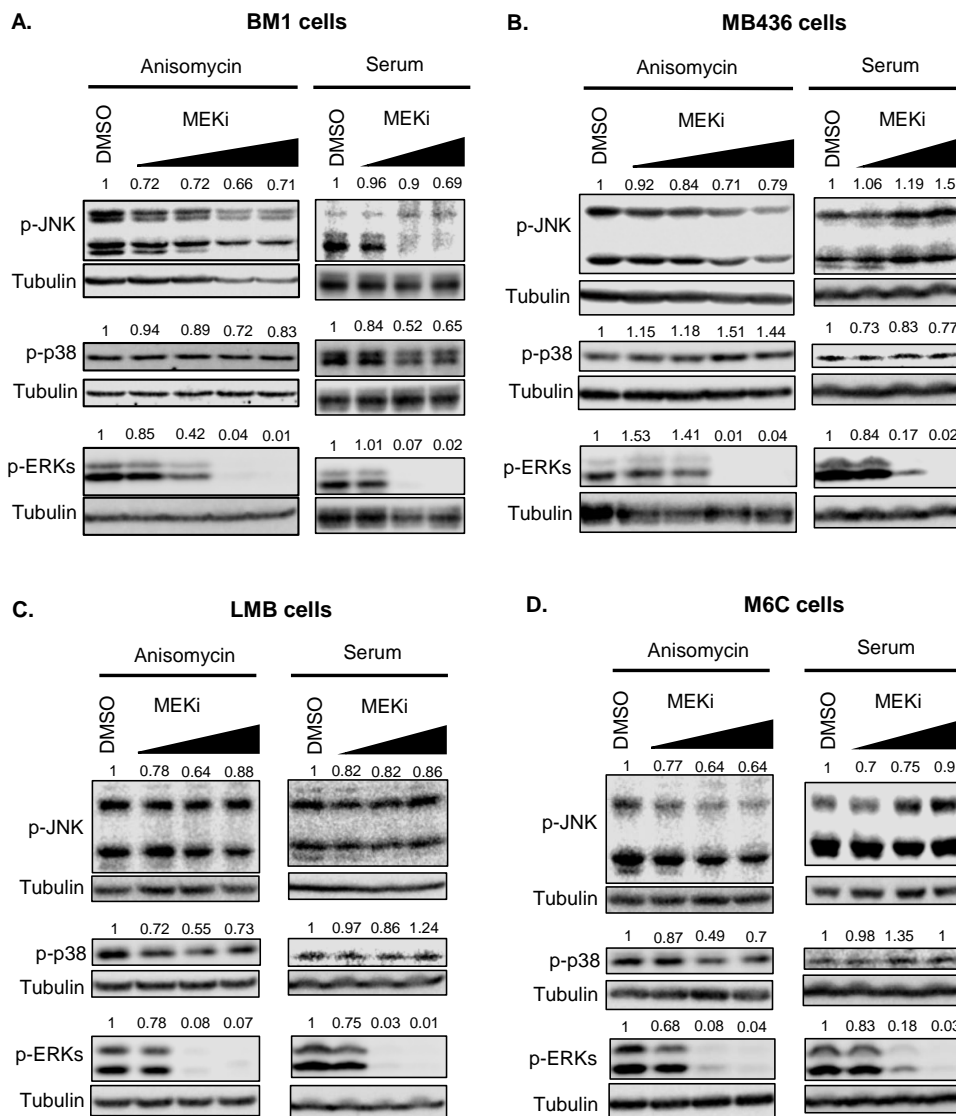 A. BM1 cells
Anisomycin Serum
DMSO MEKi DMSO MEKi
1 0.72 0.72 0.66 0.71 1 0.96 0.9 0.69
p-JNK
Tubulin
1 0.94 0.89 0.72 0.83 1 0.84 0.52 0.65
p-p38
Tubulin
1 0.85 0.42 0.04 0.01 1 1.01 0.07 0.02
p-ERKs
Tubulin
B. MB436 cells
Anisomycin Serum
DMSO MEKi DMSO MEKi
1 0.92 0.84 0.71 0.79 1 1.06 1.19 1.5
p-JNK
Tubulin
1 1.15 1.18 1.51 1.44 1 0.73 0.83 0.77
p-p38
Tubulin
1 1.53 1.41 0.01 0.04 1 0.84 0.17 0.02
p-ERKs
Tubulin
C. LMB cells
Anisomycin Serum
DMSO MEKi DMSO MEKi
1 0.78 0.64 0.88 1 0.82 0.82 0.86
p-JNK
Tubulin
1 0.72 0.55 0.73 1 0.97 0.86 1.24
p-p38
Tubulin
1 0.78 0.08 0.07 1 0.75 0.03 0.01
p-ERKs
Tubulin
D. M6C cells
Anisomycin Serum
DMSO MEKi DMSO MEKi
1 0.77 0.64 0.64 1 0.7 0.75 0.9
p-JNK
Tubulin
1 0.87 0.49 0.7 1 0.98 1.35 1
p-p38
Tubulin
1 0.68 0.08 0.04 1 0.83 0.18 0.03
p-ERKs
Tubulin